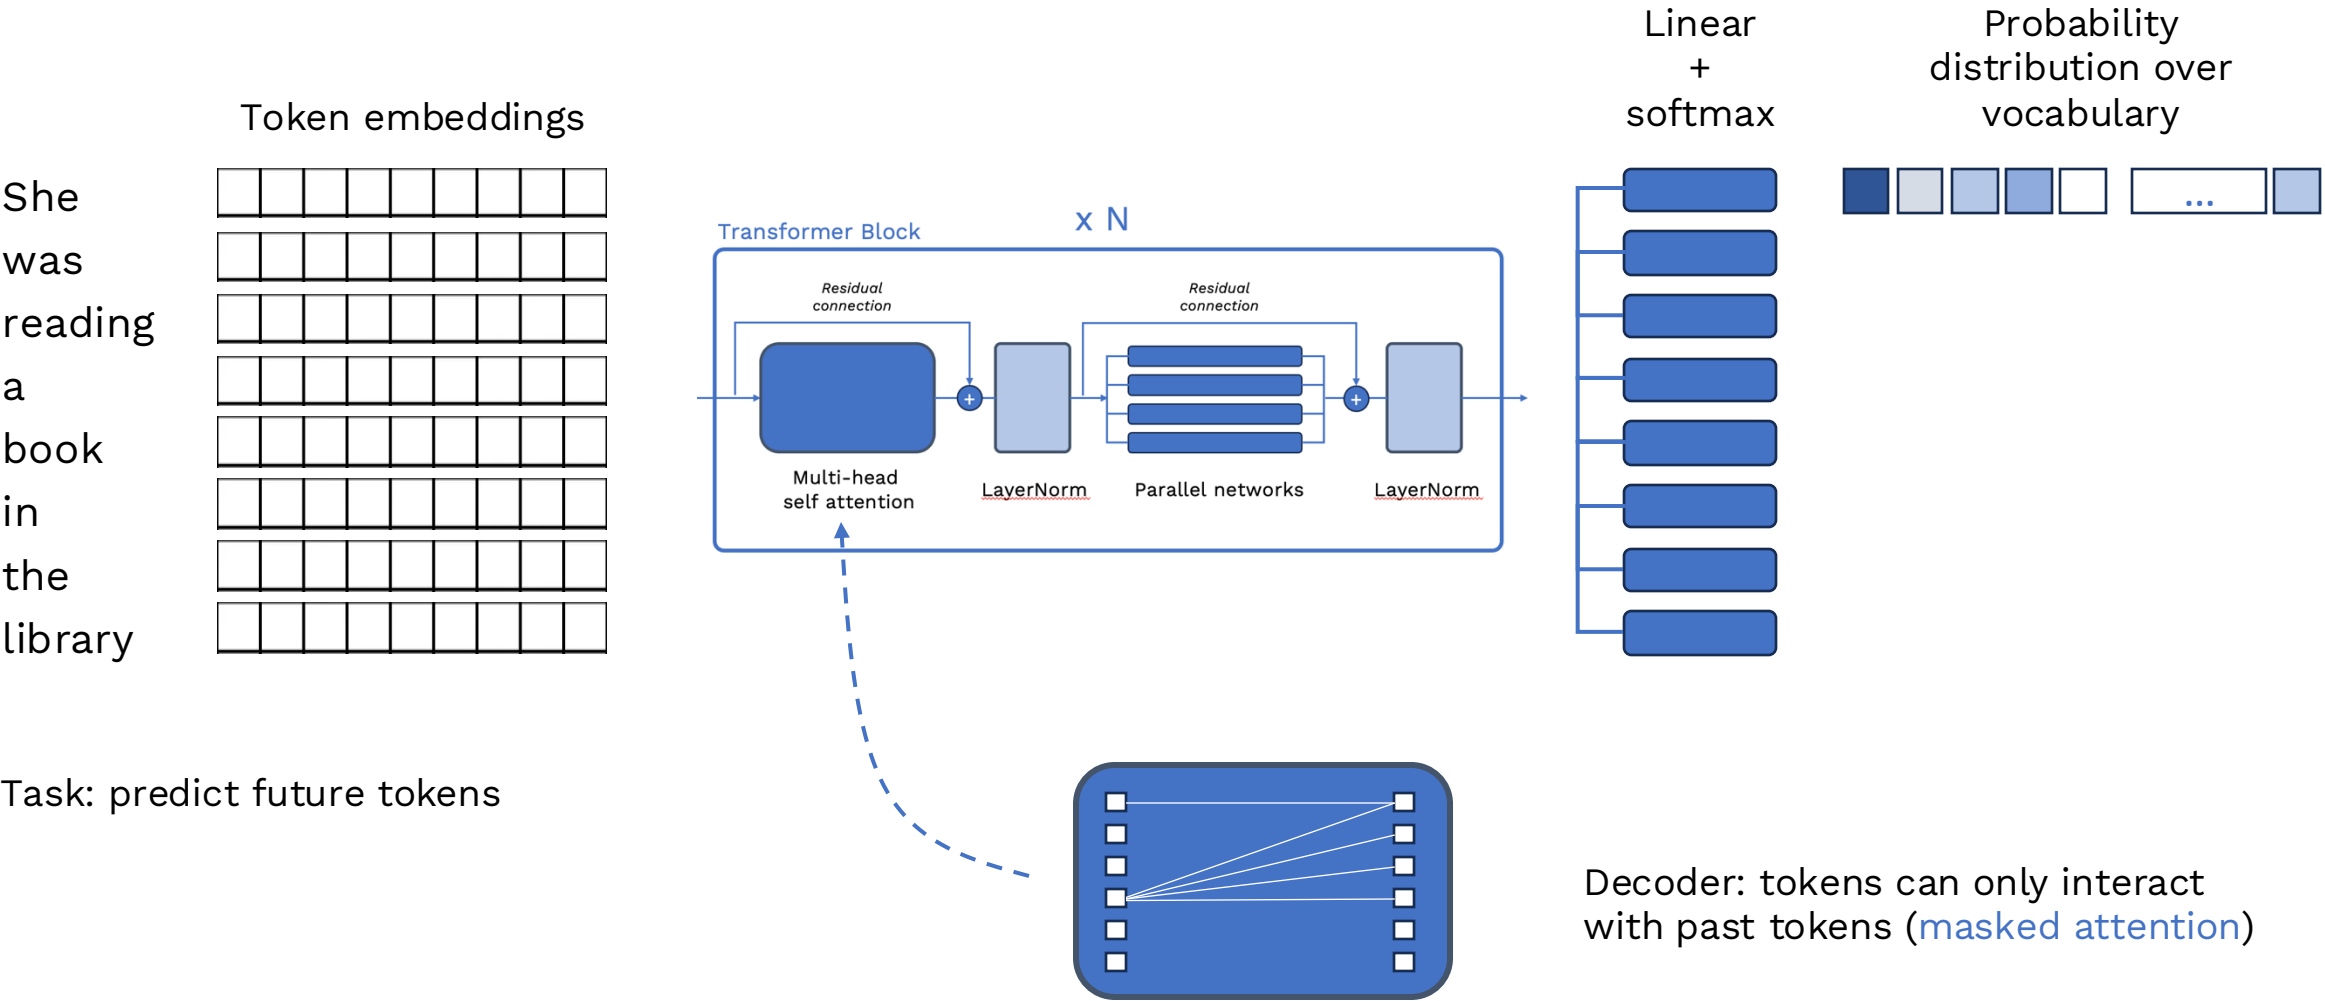 Token embeddings
She
was
reading
a
book
in
the
library
Task: predict future tokens
Transformer Block
x N
Residual
connection
Residual
connection
+
+
Multi-head
self attention
LayerNorm
Parallel networks
LayerNorm
Linear
+
softmax
Probability
distribution over
vocabulary
...
Decoder: tokens can only interact
with past tokens (masked attention)